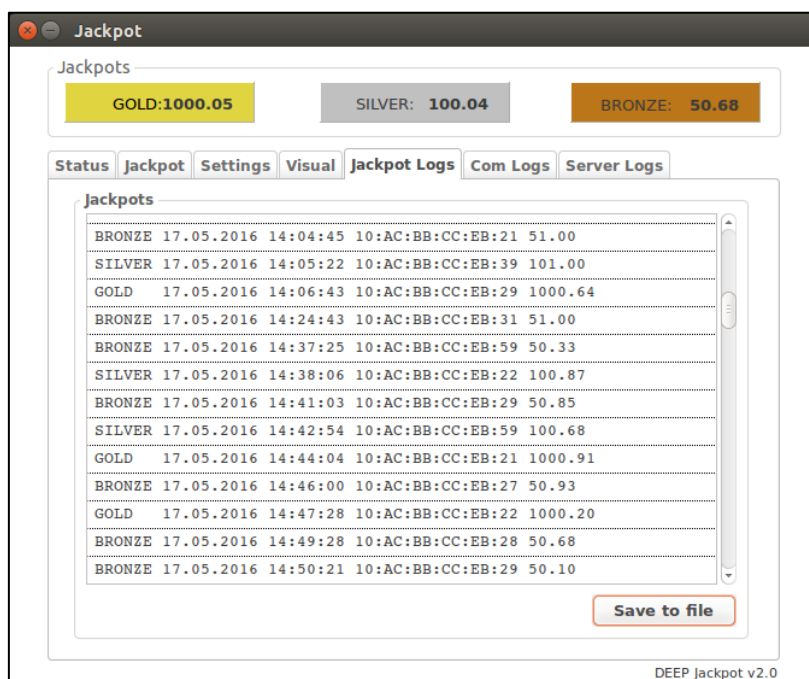 Jackpot
Jackpots
GOLD:1000.05 SILVER: 100.04 BRONZE: 50.68
Status Jackpot Settings Visual Jackpot Logs Com Logs Server Logs
Jackpots
BRONZE 17.05.2016 14:04:45 10:AC:BB:CC:EB:21 51.00
SILVER 17.05.2016 14:05:22 10:AC:BB:CC:EB:39 101.00
GOLD 17.05.2016 14:06:43 10:AC:BB:CC:EB:29 1000.64
BRONZE 17.05.2016 14:24:43 10:AC:BB:CC:EB:31 51.00
BRONZE 17.05.2016 14:37:25 10:AC:BB:CC:EB:59 50.33
SILVER 17.05.2016 14:38:06 10:AC:BB:CC:EB:22 100.87
BRONZE 17.05.2016 14:41:03 10:AC:BB:CC:EB:29 50.85
SILVER 17.05.2016 14:42:54 10:AC:BB:CC:EB:59 100.68
GOLD 17.05.2016 14:44:04 10:AC:BB:CC:EB:21 1000.91
BRONZE 17.05.2016 14:46:00 10:AC:BB:CC:EB:27 50.93
GOLD 17.05.2016 14:47:28 10:AC:BB:CC:EB:22 1000.20
BRONZE 17.05.2016 14:49:28 10:AC:BB:CC:EB:28 50.68
BRONZE 17.05.2016 14:50:21 10:AC:BB:CC:EB:29 50.10
Save to file
DEEP Jackpot v2.0